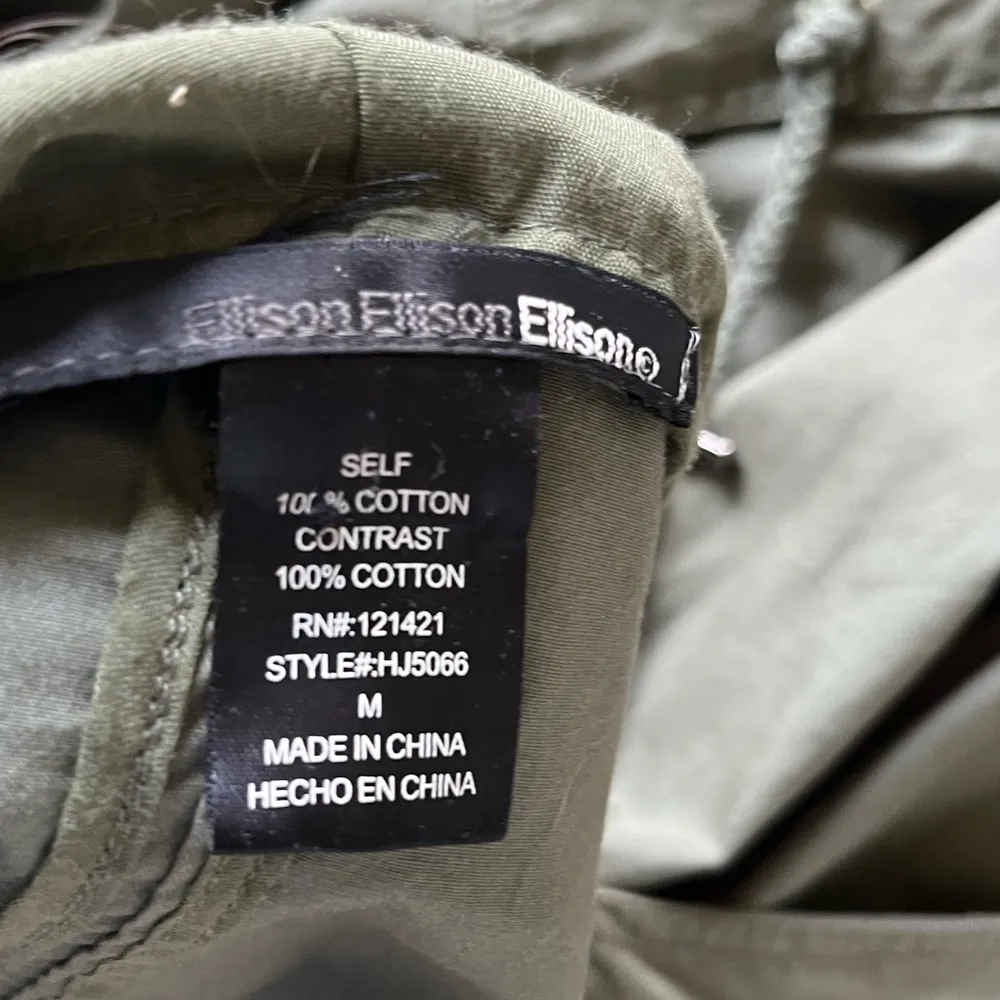 Ellison Ellison Ellison©
SELF
100% COTTON
CONTRAST
100% COTTON
RN#:121421
STYLE#:HJ5066
M
MADE IN CHINA
HECHO EN CHINA